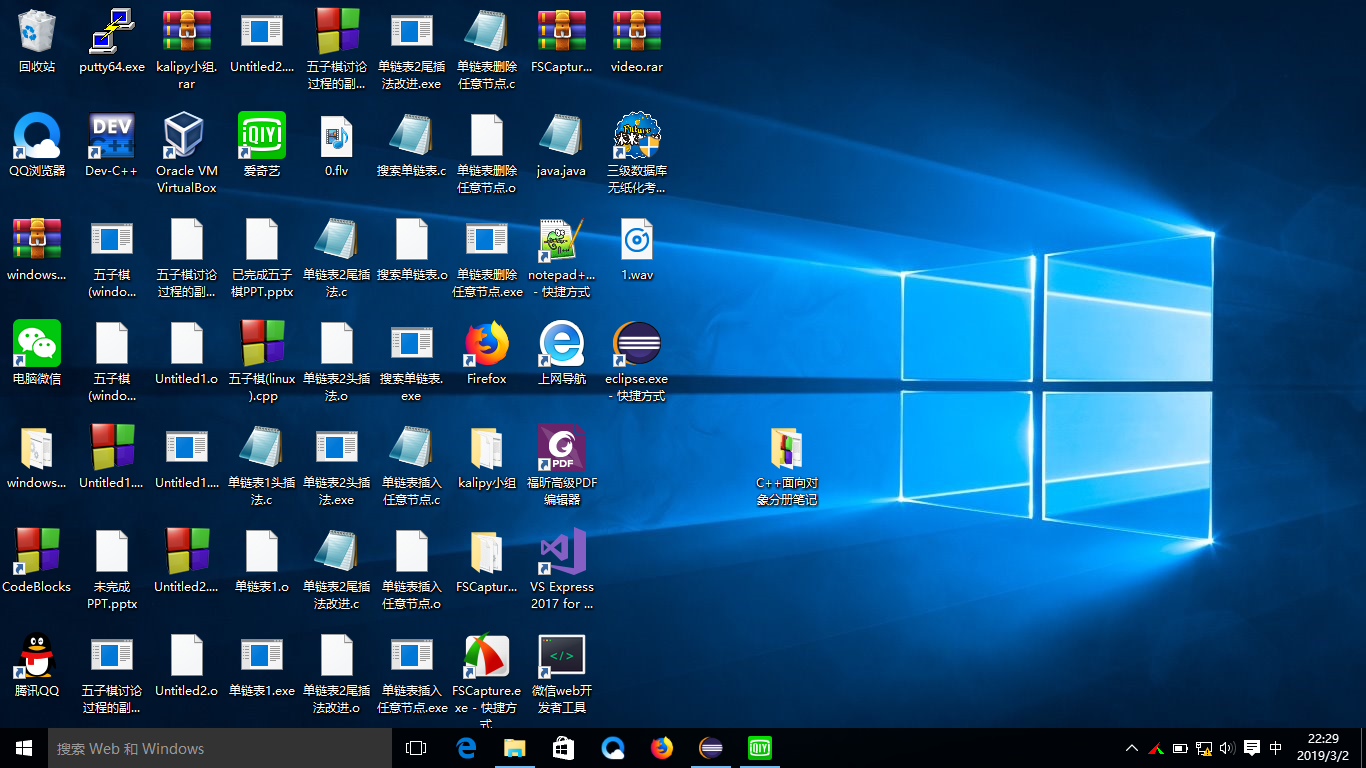 回收站
putty64.exe
kalipy小组.
rar
Untitled2....
五子棋讨论
过程的副...
单链表2尾插
法改进.exe
单链表删除
任意节点.c
FSCaptur...
video.rar
QQ浏览器
DEV
Dev-C++
Oracle VM
VirtualBox
iQIYI
爱奇艺
0.flv
搜索单链表.c
单链表删除
任意节点.o
java.java
Future
未来
三级数据库
无纸化考...
windows...
五子棋
(windo...
五子棋讨论
过程的副...
已完成五子
棋PPT.pptx
单链表2尾插
法.c
搜索单链表.o
单链表删除
任意节点.exe
notepad+...
- 快捷方式
1.wav
电脑微信
五子棋
(windo...
Untitled1.o
五子棋(linux
).cpp
单链表2头插
法.o
搜索单链表.
exe
Firefox
上网导航
eclipse.exe
- 快捷方式
windows...
Untitled1....
Untitled1....
单链表1头插
法.c
单链表2头插
法.exe
单链表插入
任意节点.c
kalipy小组
PDF
福昕高级PDF
编辑器
C++面向对
象分册笔记
CodeBlocks
未完成
PPT.pptx
Untitled2....
单链表1.o
单链表2尾插
法改进.c
单链表插入
任意节点.o
FSCaptur...
VS Express
2017 for ...
腾讯QQ
五子棋讨论
过程的副...
Untitled2.o
单链表1.exe
单链表2尾插
法改进.o
单链表插入
任意节点.exe
FSCapture.e
xe - 快捷方
式
</>
微信web开
发者工具
搜索 Web 和 Windows
QIY
中
22:29
2019/3/2